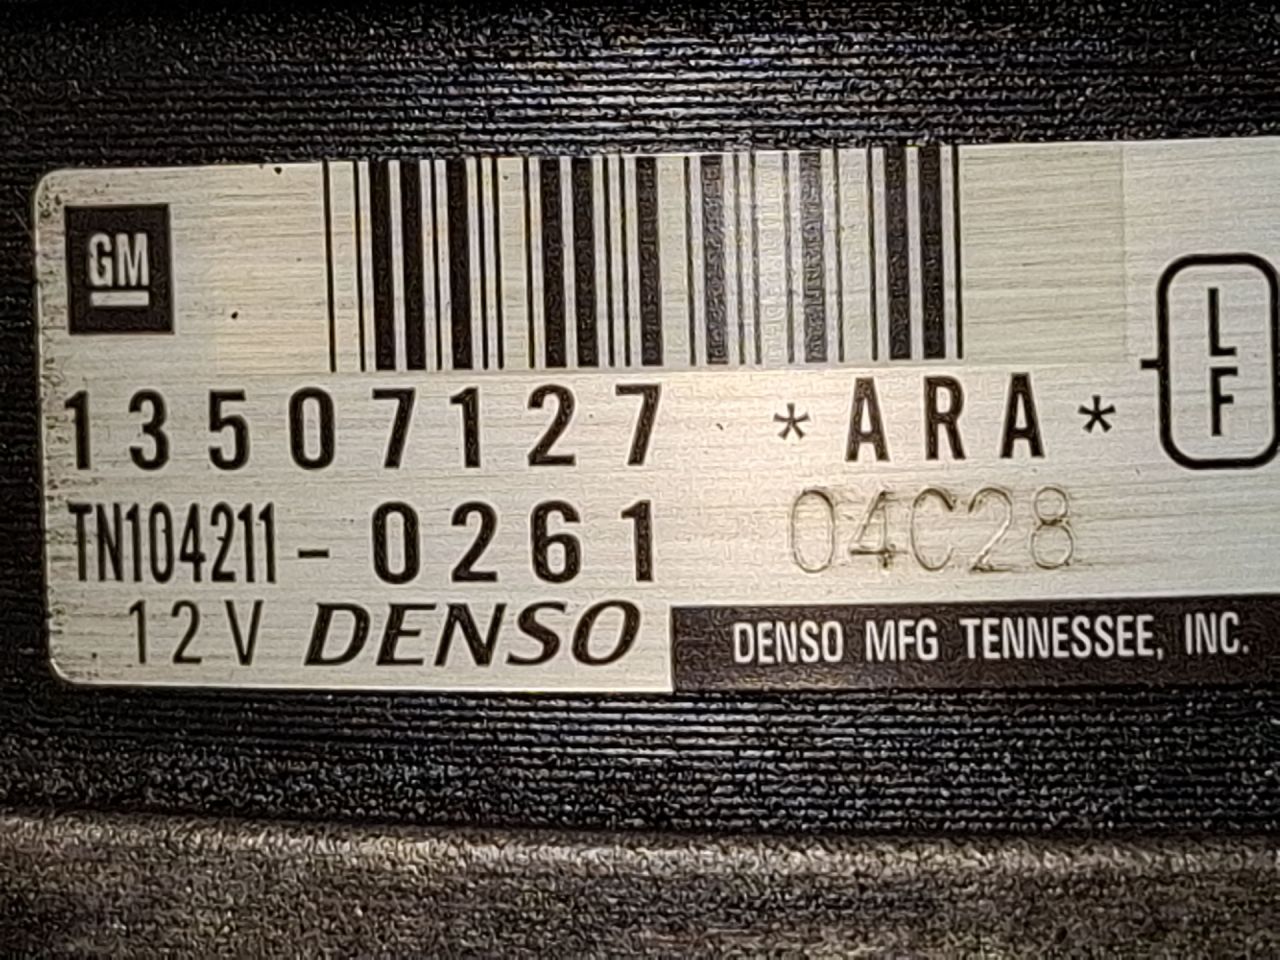 GM
13507127 *ARA*
L
F
TN104211-0261 04C28
12V DENSO DENSO MFG TENNESSEE, INC.